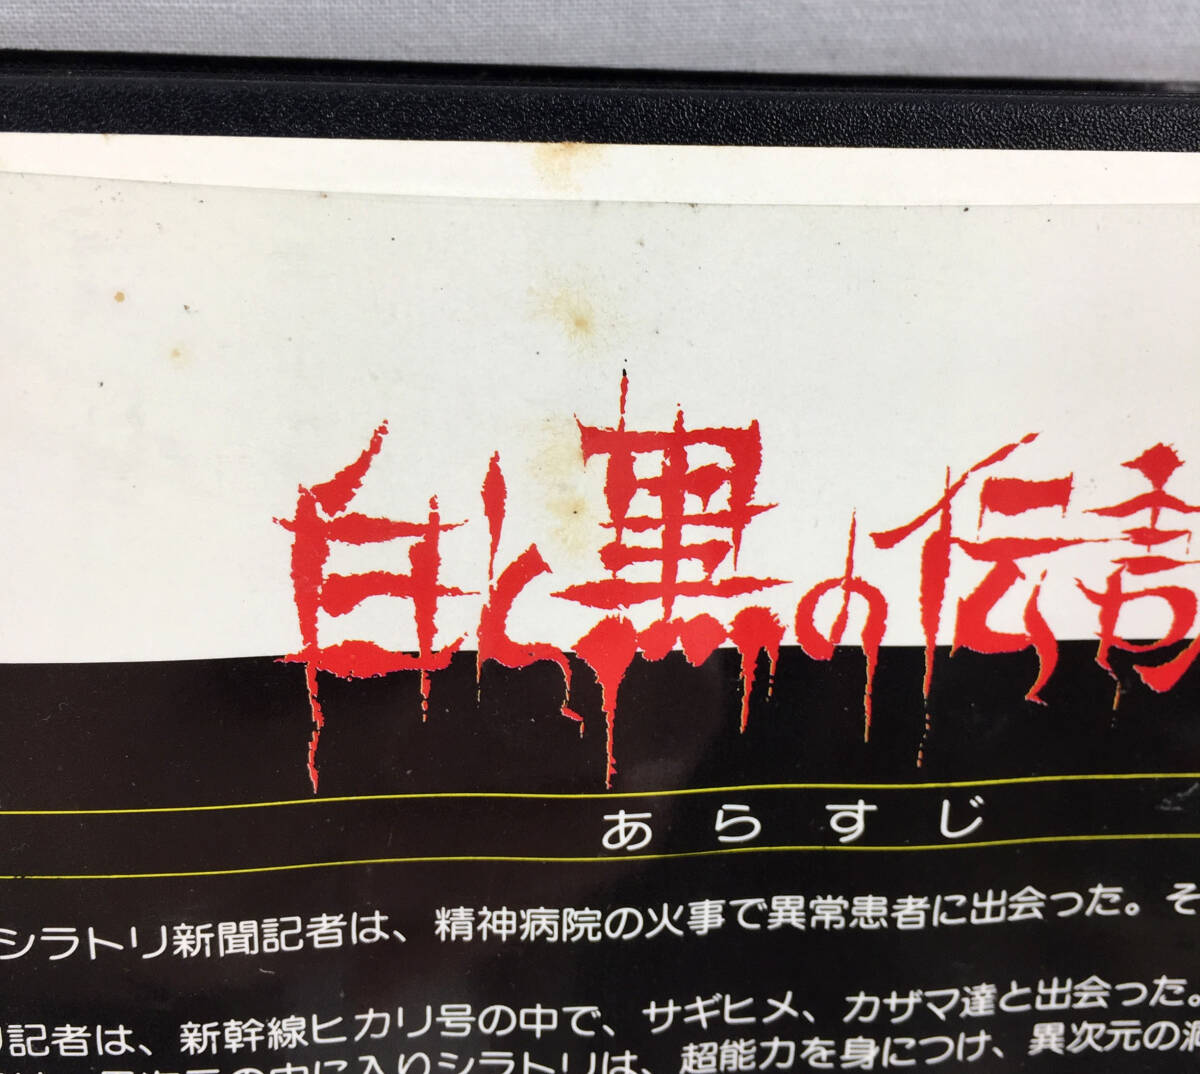 白と黒の伝奇
あらすじ
シラトリ新聞記者は、精神病院の火事で異常患者に出会った。そ
記者は、新幹線ヒカリ号の中で、サギヒメ、カザマ達と出会った。
の中に入りシラトリは、超能力を身につけ、異次元の